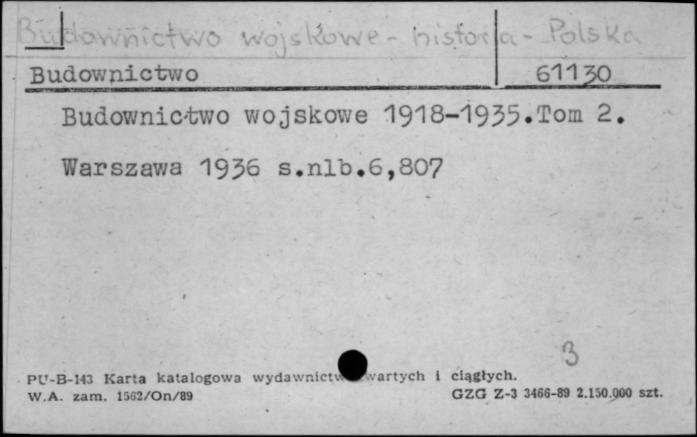 Budownictwo wojskowe - historia - Polska
Budownictwo 61130
Budownictwo wojskowe 1918-1935.Tom 2.
Warszawa 1936 s.nlb.6,807
3
PU-B-143 Karta katalogowa wydawnictw zwartych i ciągłych.
W.A. zam. 1562/On/89 GZG Z-3 3466-89 2.150.000 szt.